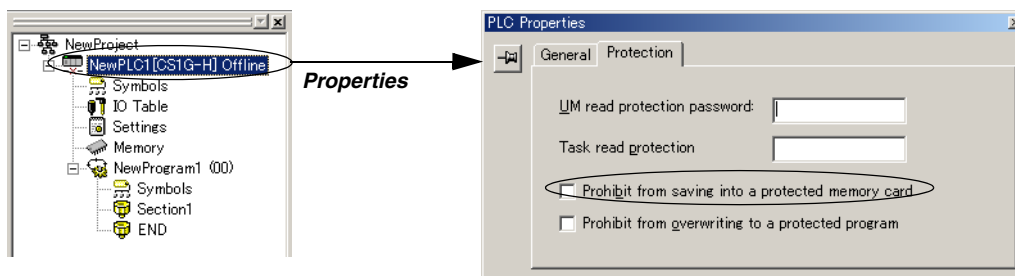 NewProject
NewPLC1[CS1G-H] Offline
Symbols
IO Table
Settings
Memory
NewProgram1 (00)
Symbols
Section1
END
Properties
PLC Properties
General
Protection
UM read protection password:
Task read protection
Prohibit from saving into a protected memory card
Prohibit from overwriting to a protected program